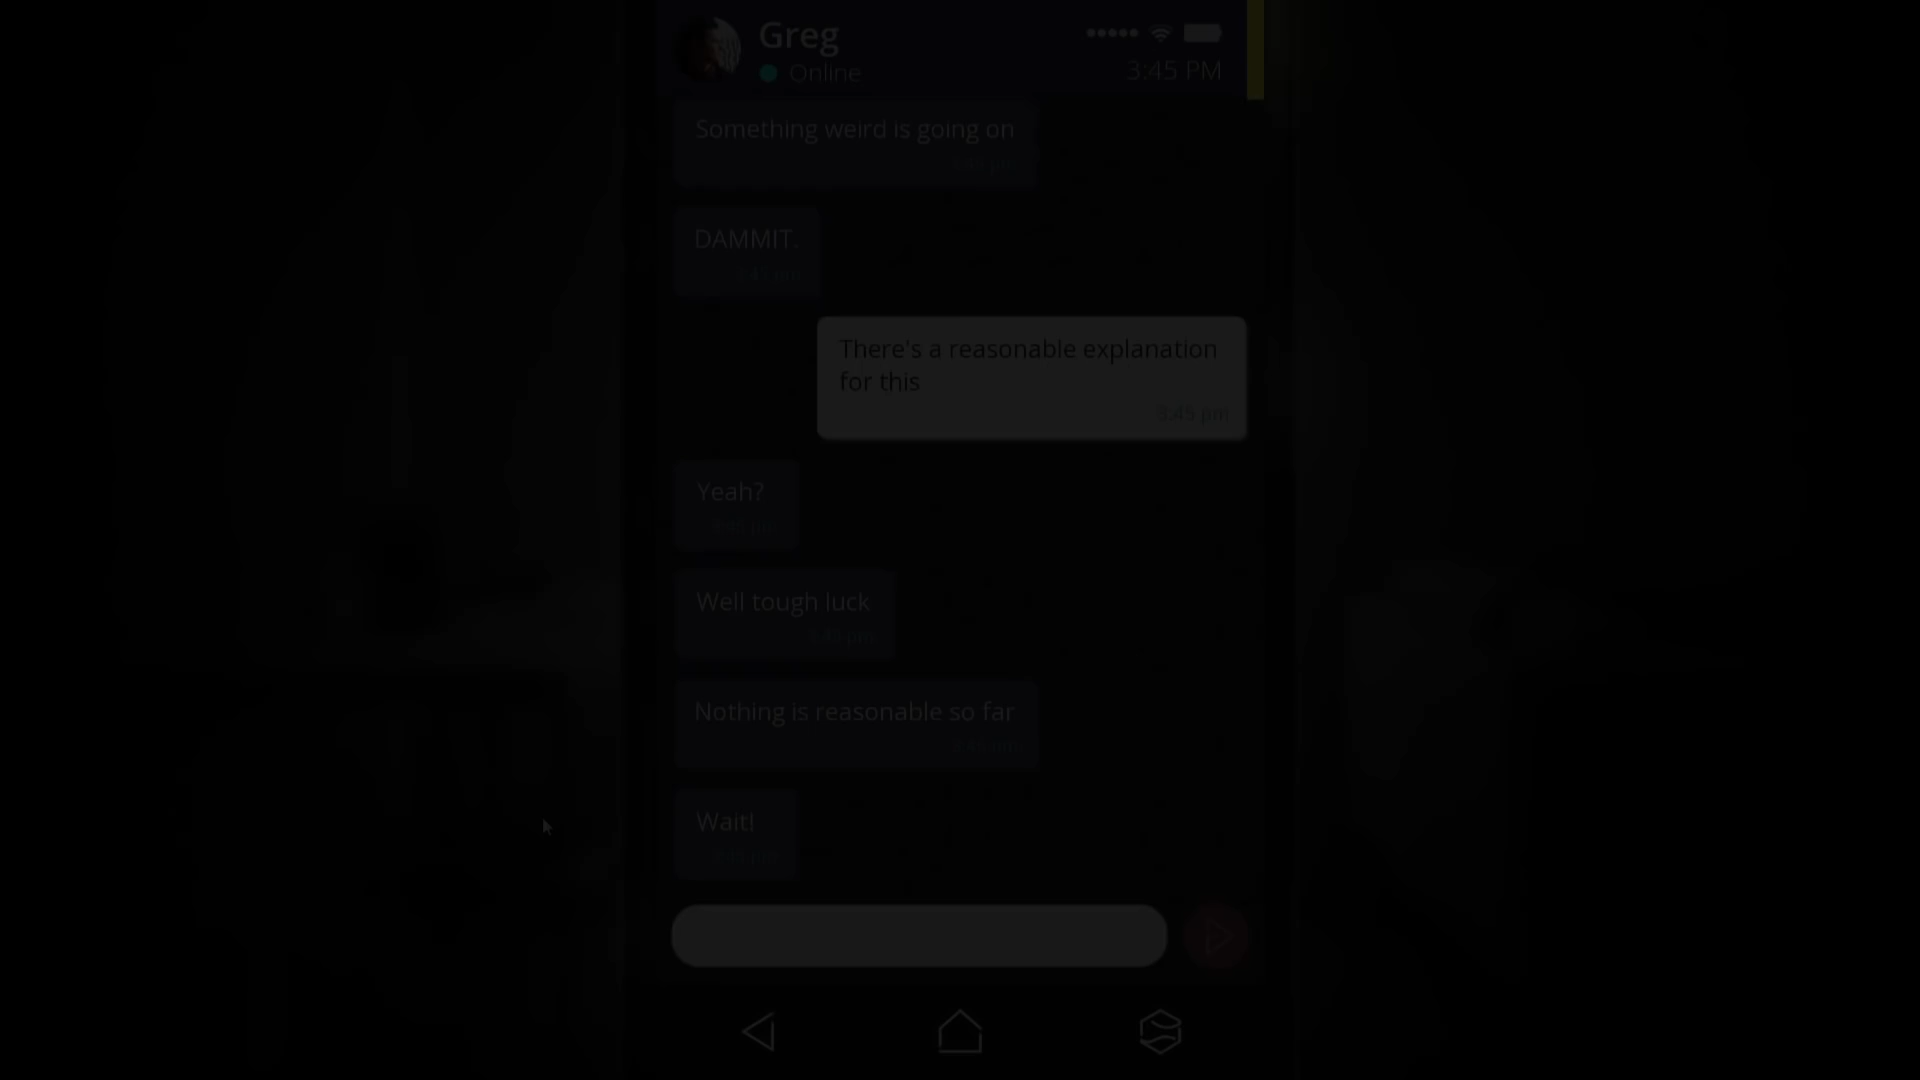 Greg
Online
3:45 PM
Something weird is going on
DAMMIT.
There's a reasonable explanation
for this
3:45 pm
Yeah?
Well tough luck
Nothing is reasonable so far
Wait!